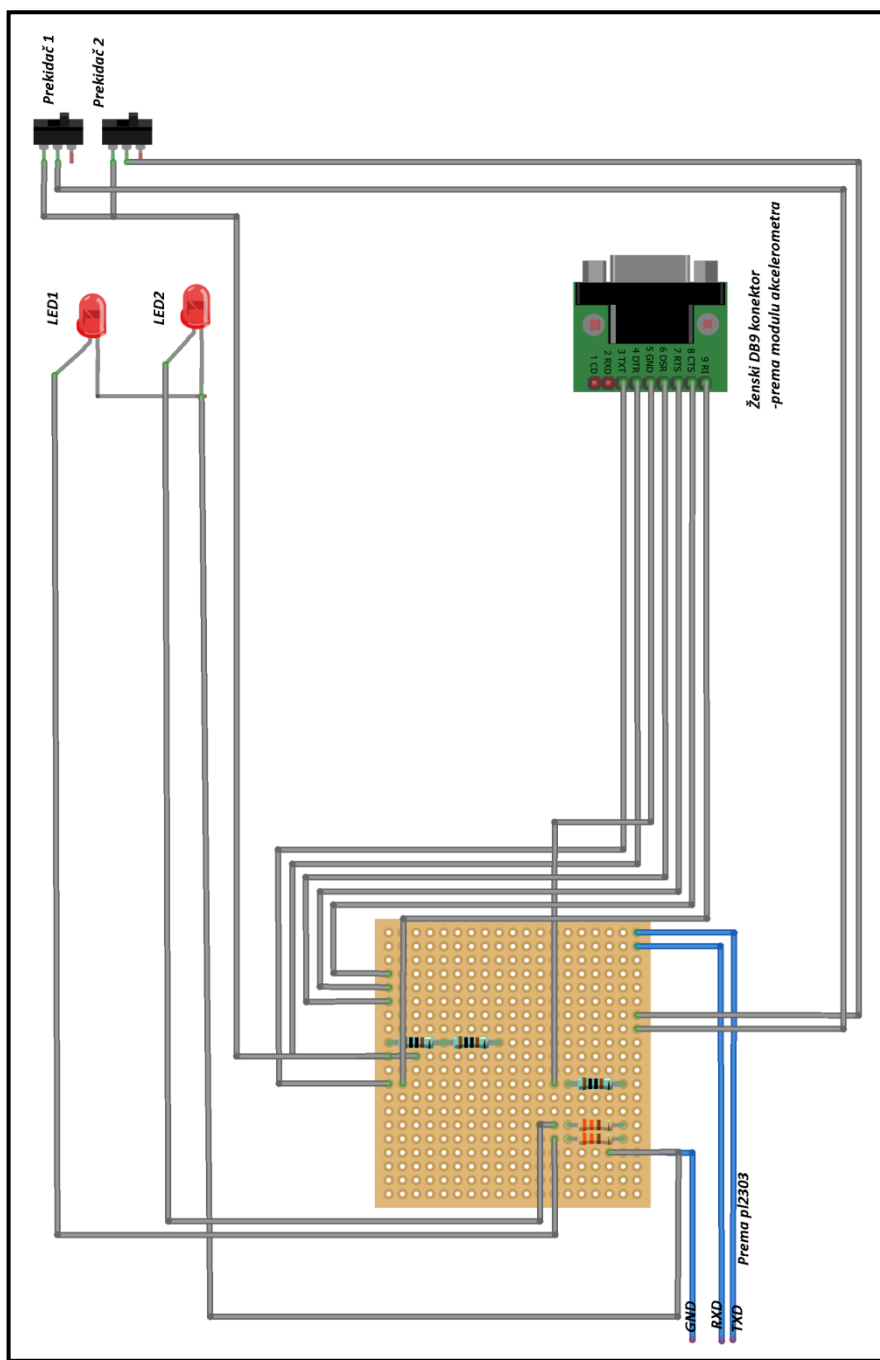 Prekidač 1
Prekidač 2
LED1
LED2
Ženski DB9 konektor
-prema modulu akcelerometra
1 CD
2 RXD
3 TXT
4 DTR
5 GND
6 DSR
7 RTS
8 CTS
9 RI
Prema pl2303
GND
RXD
TXD